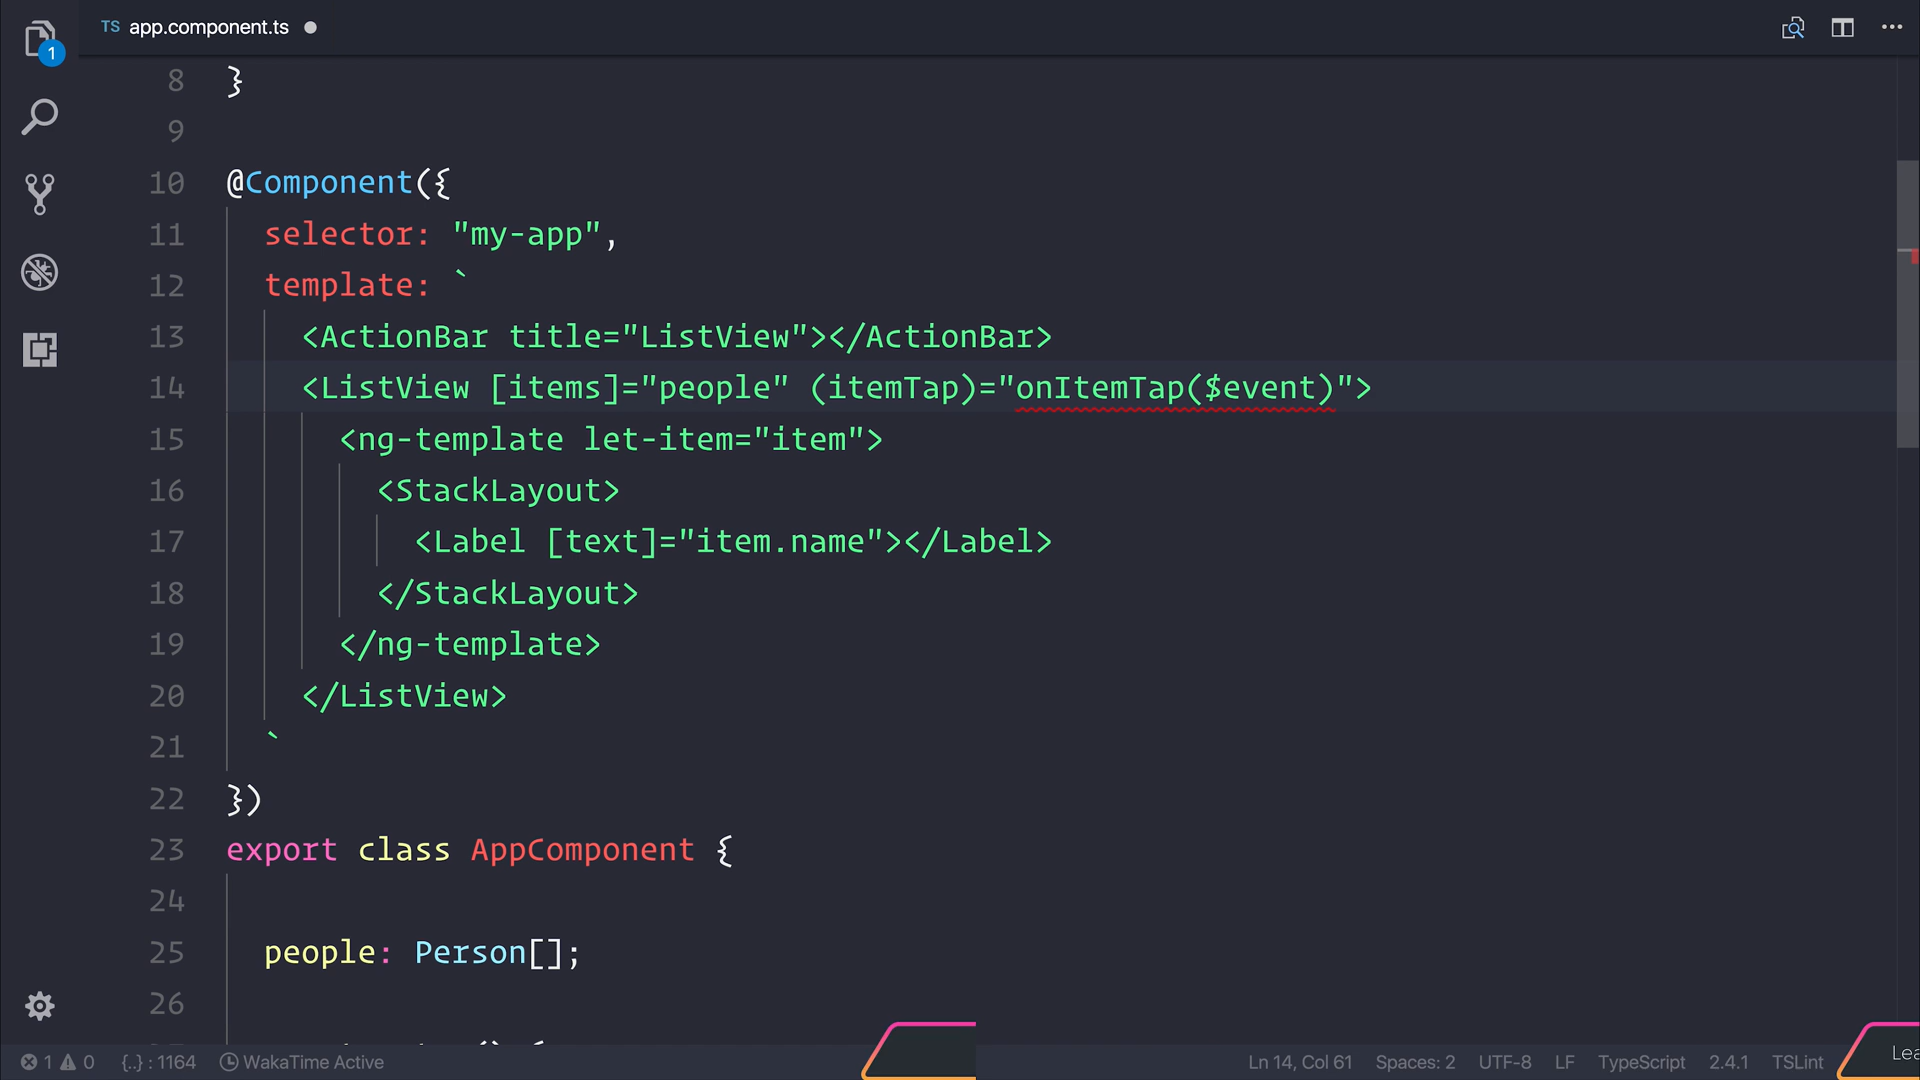 TS app.component.ts
1
8 }
9
10 @Component({
11 selector: "my-app",
12 template: `
13 <ActionBar title="ListView"></ActionBar>
14 <ListView [items]="people" (itemTap)="onItemTap($event)">
15 <ng-template let-item="item">
16 <StackLayout>
17 <Label [text]="item.name"></Label>
18 </StackLayout>
19 </ng-template>
20 </ListView>
21 `
22 })
23 export class AppComponent {
24
25 people: Person[];
26
1 0 {..} : 1164 WakaTime Active Ln 14, Col 61 Spaces: 2 UTF-8 LF TypeScript 2.4.1 TSLint